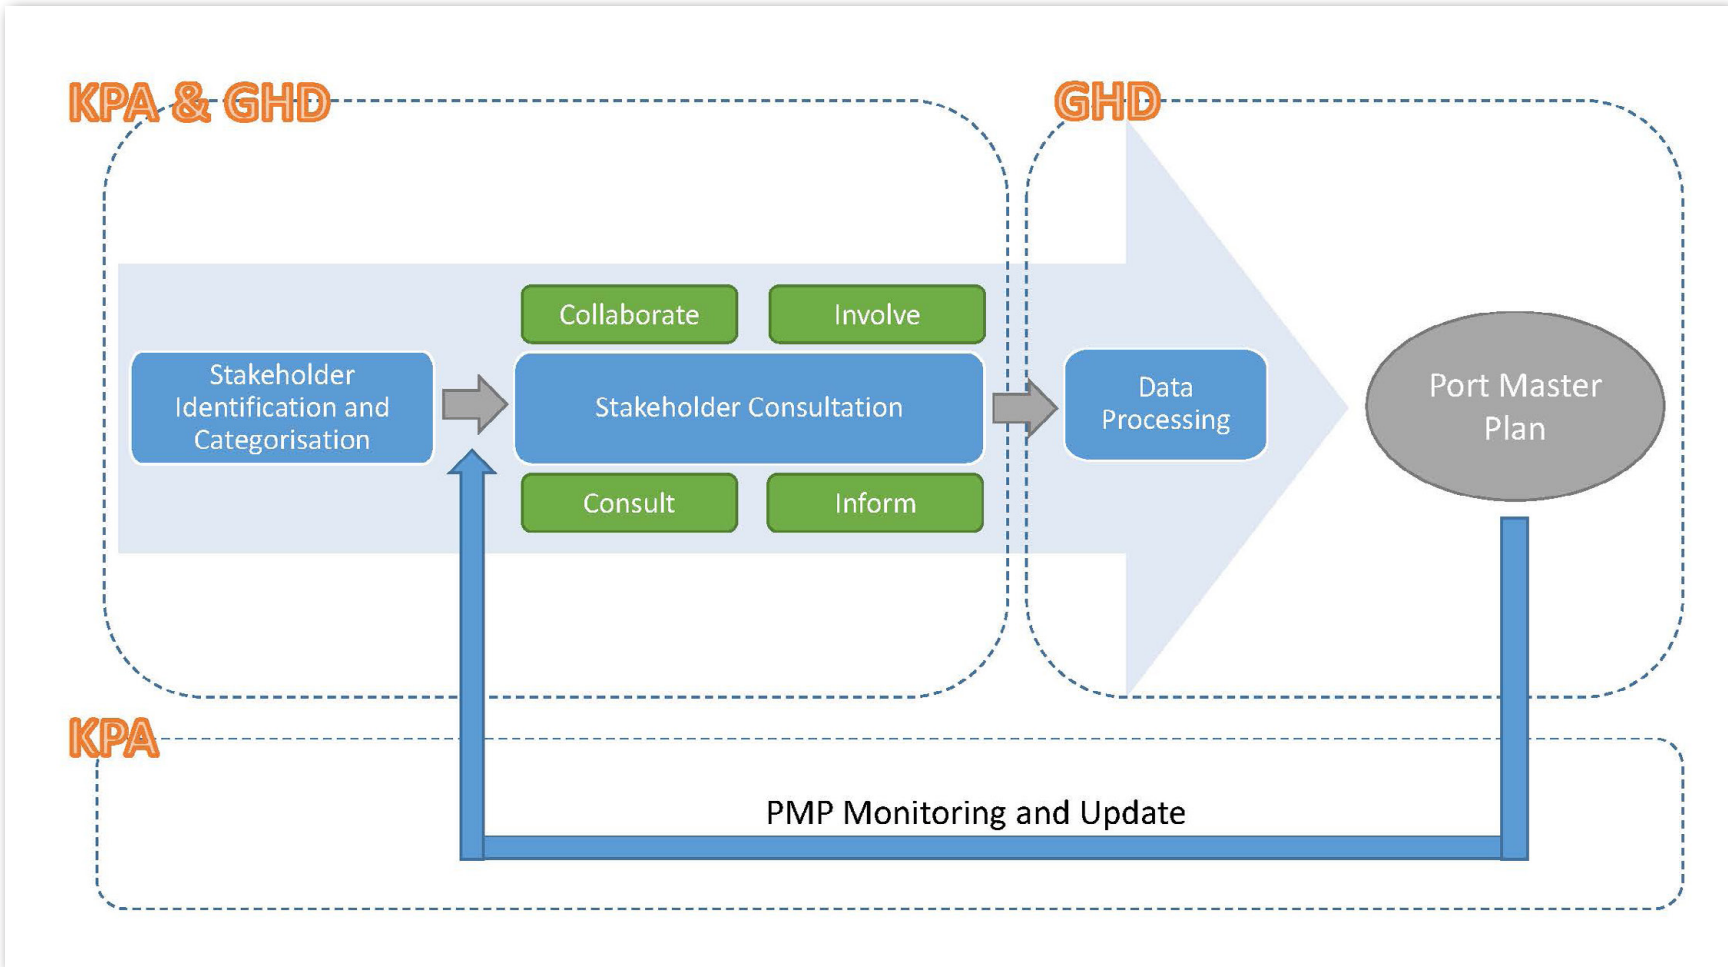 KPA & GHD
GHD
Collaborate
Involve
Stakeholder
Identification and
Categorisation
Stakeholder Consultation
Data
Processing
Port Master
Plan
Consult
Inform
KPA
PMP Monitoring and Update